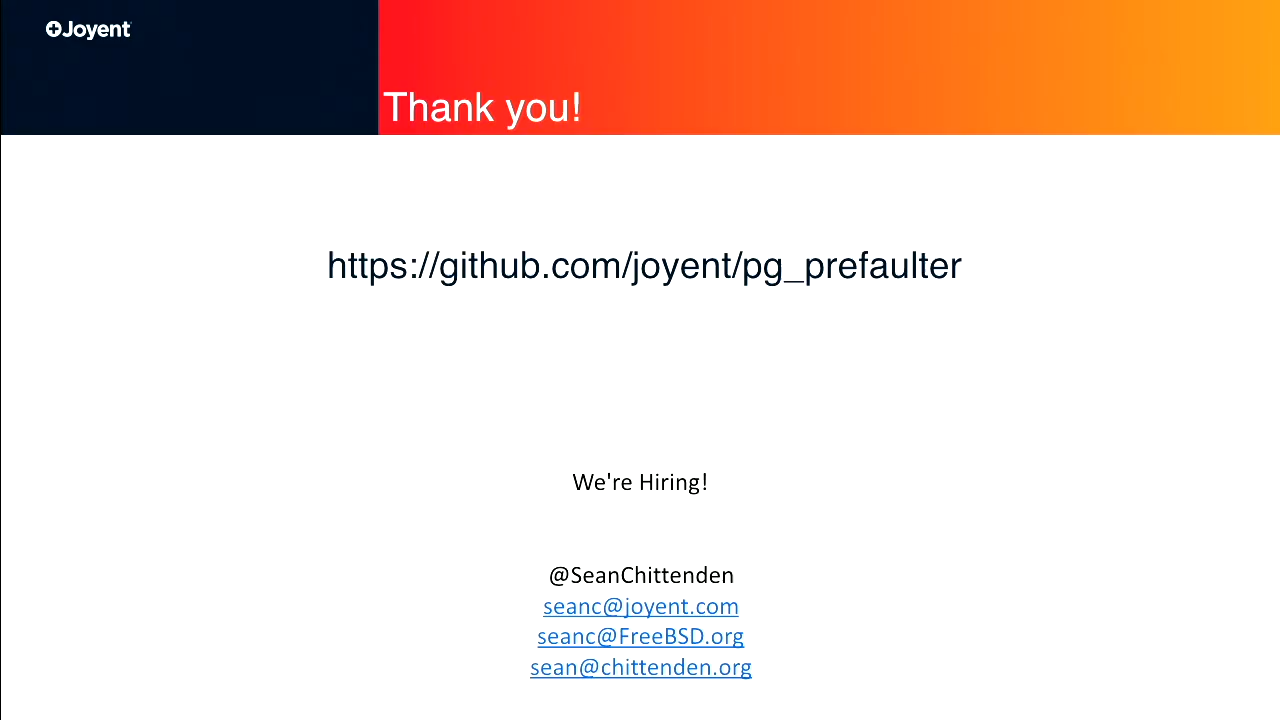 Joyent
Thank you!
https://github.com/joyent/pg_prefaulter
We're Hiring!
@SeanChittenden
seanc@joyent.com
seanc@FreeBSD.org
sean@chittenden.org